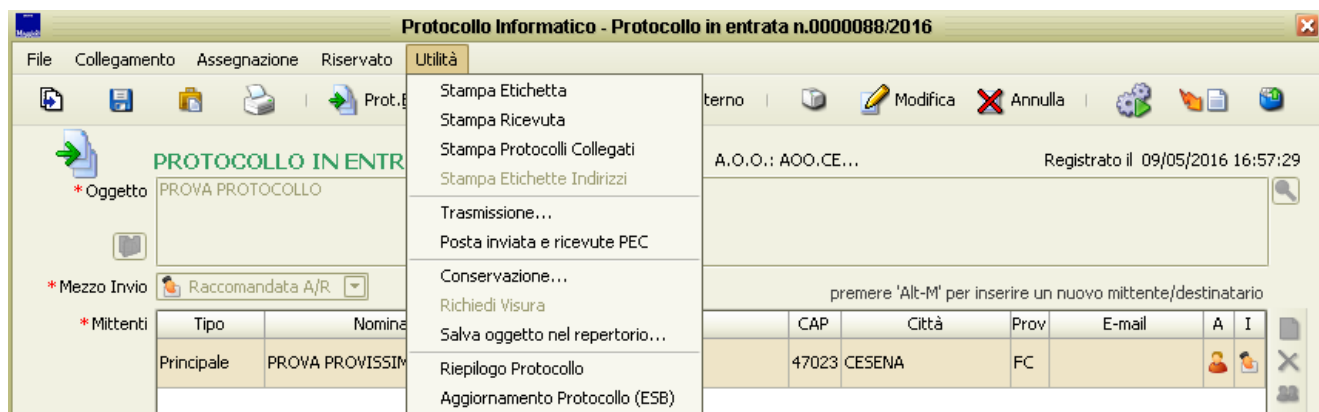 Maggioli
Protocollo Informatico - Protocollo in entrata n.0000088/2016
File Collegamento Assegnazione Riservato Utilità
Prot. terno Modifica Annulla
Stampa Etichetta
Stampa Ricevuta
Stampa Protocolli Collegati
Stampa Etichette Indirizzi
Trasmissione...
Posta inviata e ricevute PEC
Conservazione...
Richiedi Visura
Salva oggetto nel repertorio...
Riepilogo Protocollo
Aggiornamento Protocollo (ESB)
PROTOCOLLO IN ENTR A.O.O.: AOO.CE... Registrato il 09/05/2016 16:57:29
*Oggetto PROVA PROTOCOLLO
*Mezzo Invio Raccomandata A/R
premere 'Alt-M' per inserire un nuovo mittente/destinatario
*Mittenti Tipo Nomina CAP Città Prov E-mail A I
Principale PROVA PROVISSIM 47023 CESENA FC